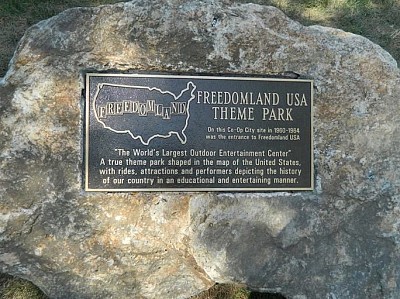 FREEDOMLAND
FREEDOMLAND USA
THEME PARK
On this Co-Op City site in 1960-1964
was the entrance to Freedomland USA
"The World's Largest Outdoor Entertainment Center"
A true theme park shaped in the map of the United States,
with rides, attractions and performers depicting the history
of our country in an educational and entertaining manner.